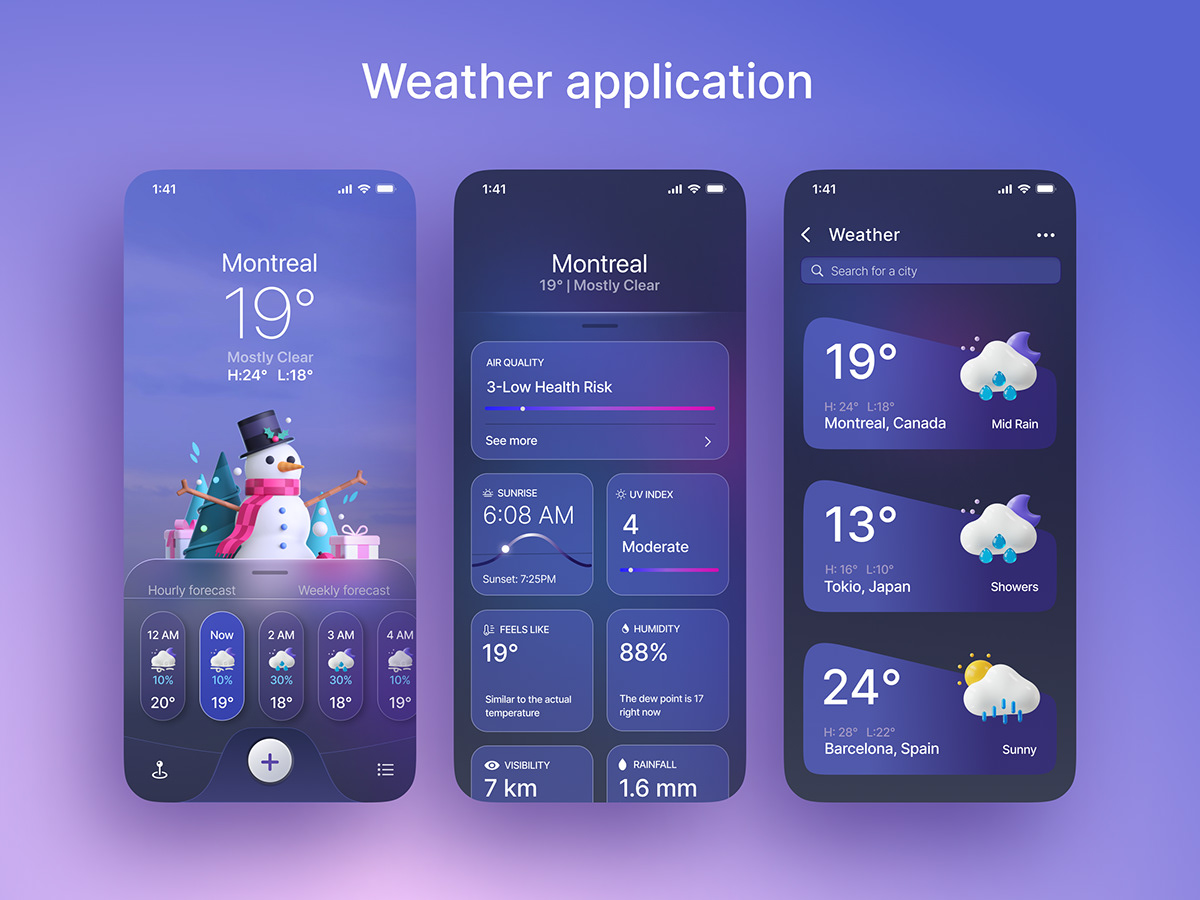 Weather application
1:41
Montreal
19°
Mostly Clear
H:24° L:18°
Hourly forecast Weekly forecast
12 AM Now 2 AM 3 AM 4 AM
10% 10% 30% 30% 10%
20° 19° 18° 18° 19°
1:41
Montreal
19° | Mostly Clear
AIR QUALITY
3-Low Health Risk
See more
SUNRISE
6:08 AM
Sunset: 7:25PM
UV INDEX
4
Moderate
FEELS LIKE
19°
Similar to the actual
temperature
HUMIDITY
88%
The dew point is 17
right now
VISIBILITY
7 km
RAINFALL
1.6 mm
1:41
Weather
Search for a city
19°
H: 24° L:18°
Montreal, Canada Mid Rain
13°
H: 16° L:10°
Tokio, Japan Showers
24°
H: 28° L:22°
Barcelona, Spain Sunny